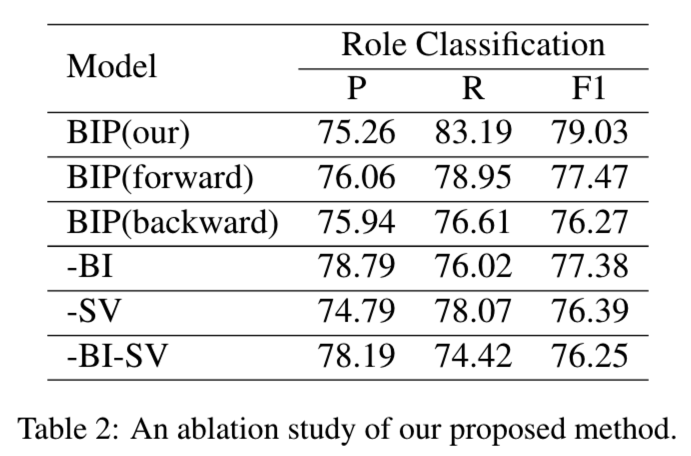 Model Role Classification
P R F1
BIP(our) 75.26 83.19 79.03
BIP(forward) 76.06 78.95 77.47
BIP(backward) 75.94 76.61 76.27
-BI 78.79 76.02 77.38
-SV 74.79 78.07 76.39
-BI-SV 78.19 74.42 76.25
Table 2: An ablation study of our proposed method.